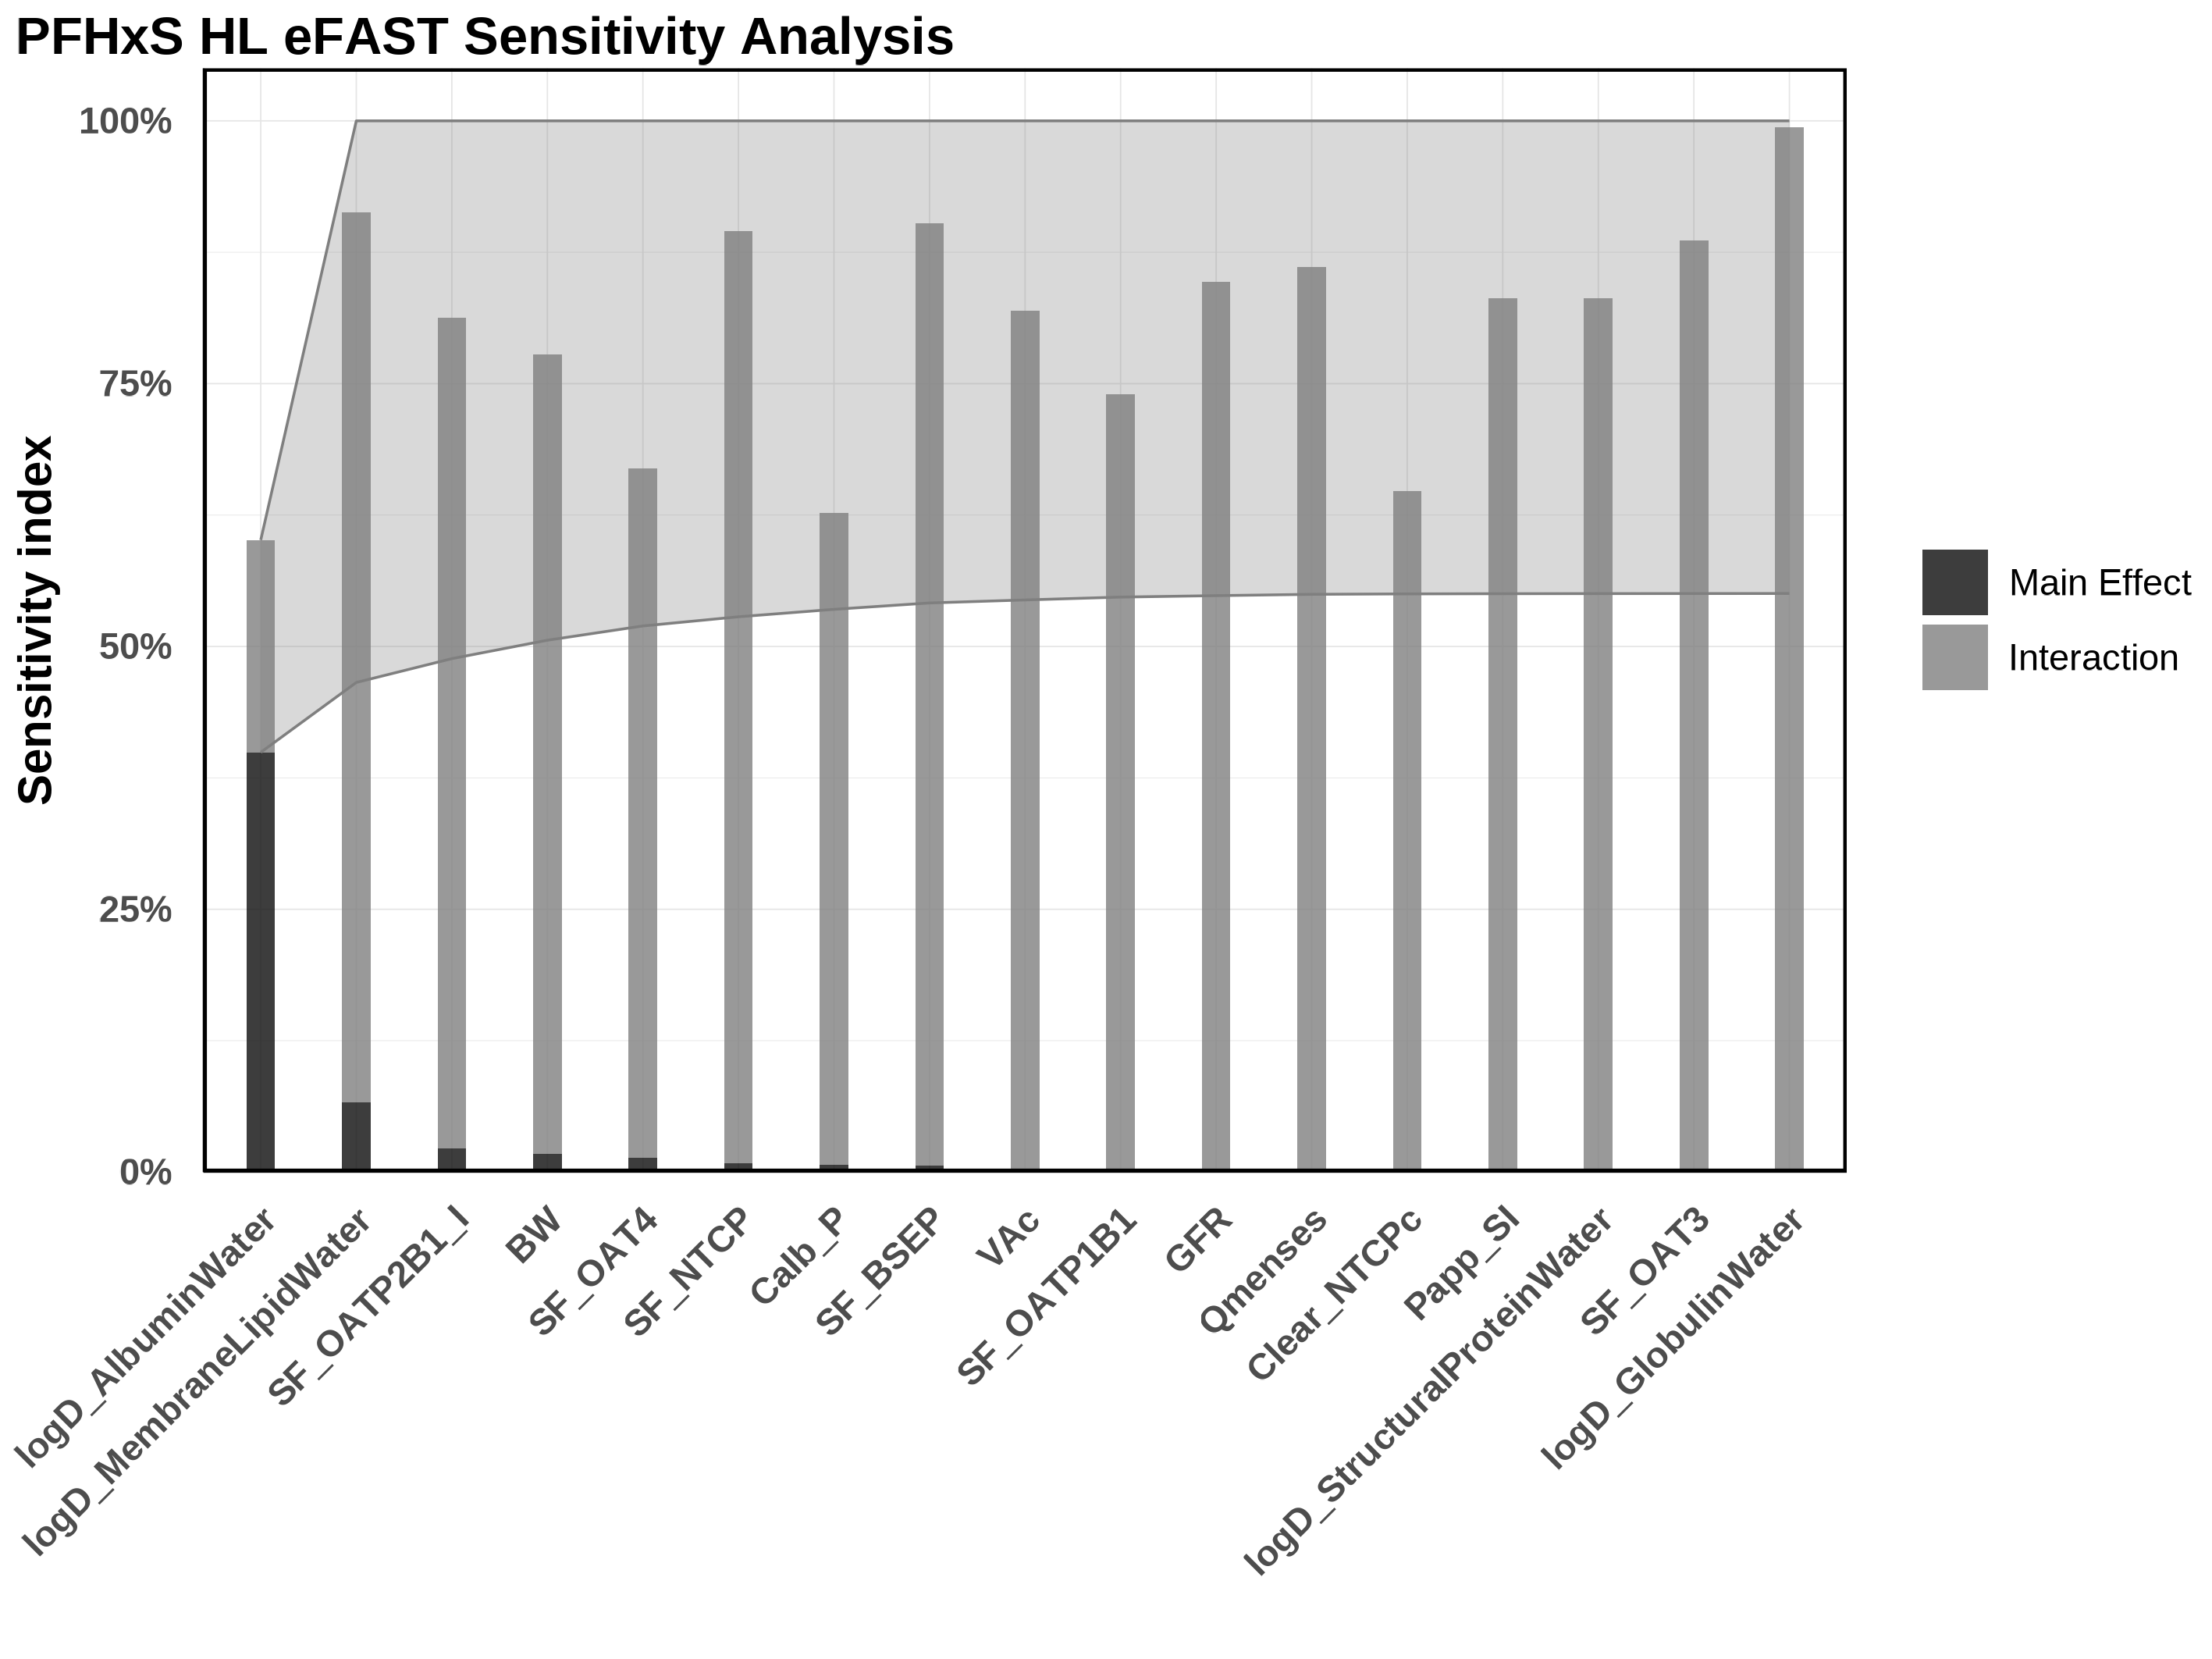 PFHxS HL eFAST Sensitivity Analysis
Sensitivity index
100%
75%
50%
25%
0%
logD_AlbuminWater
logD_MembraneLipidWater
SF_OATP2B1_I
BW
SF_OAT4
SF_NTCP
Calb_P
SF_BSEP
VAc
SF_OATP1B1
GFR
Qmenses
Clear_NTCPc
Papp_SI
logD_StructuralProteinWater
SF_OAT3
logD_GlobulinWater
Main Effect
Interaction